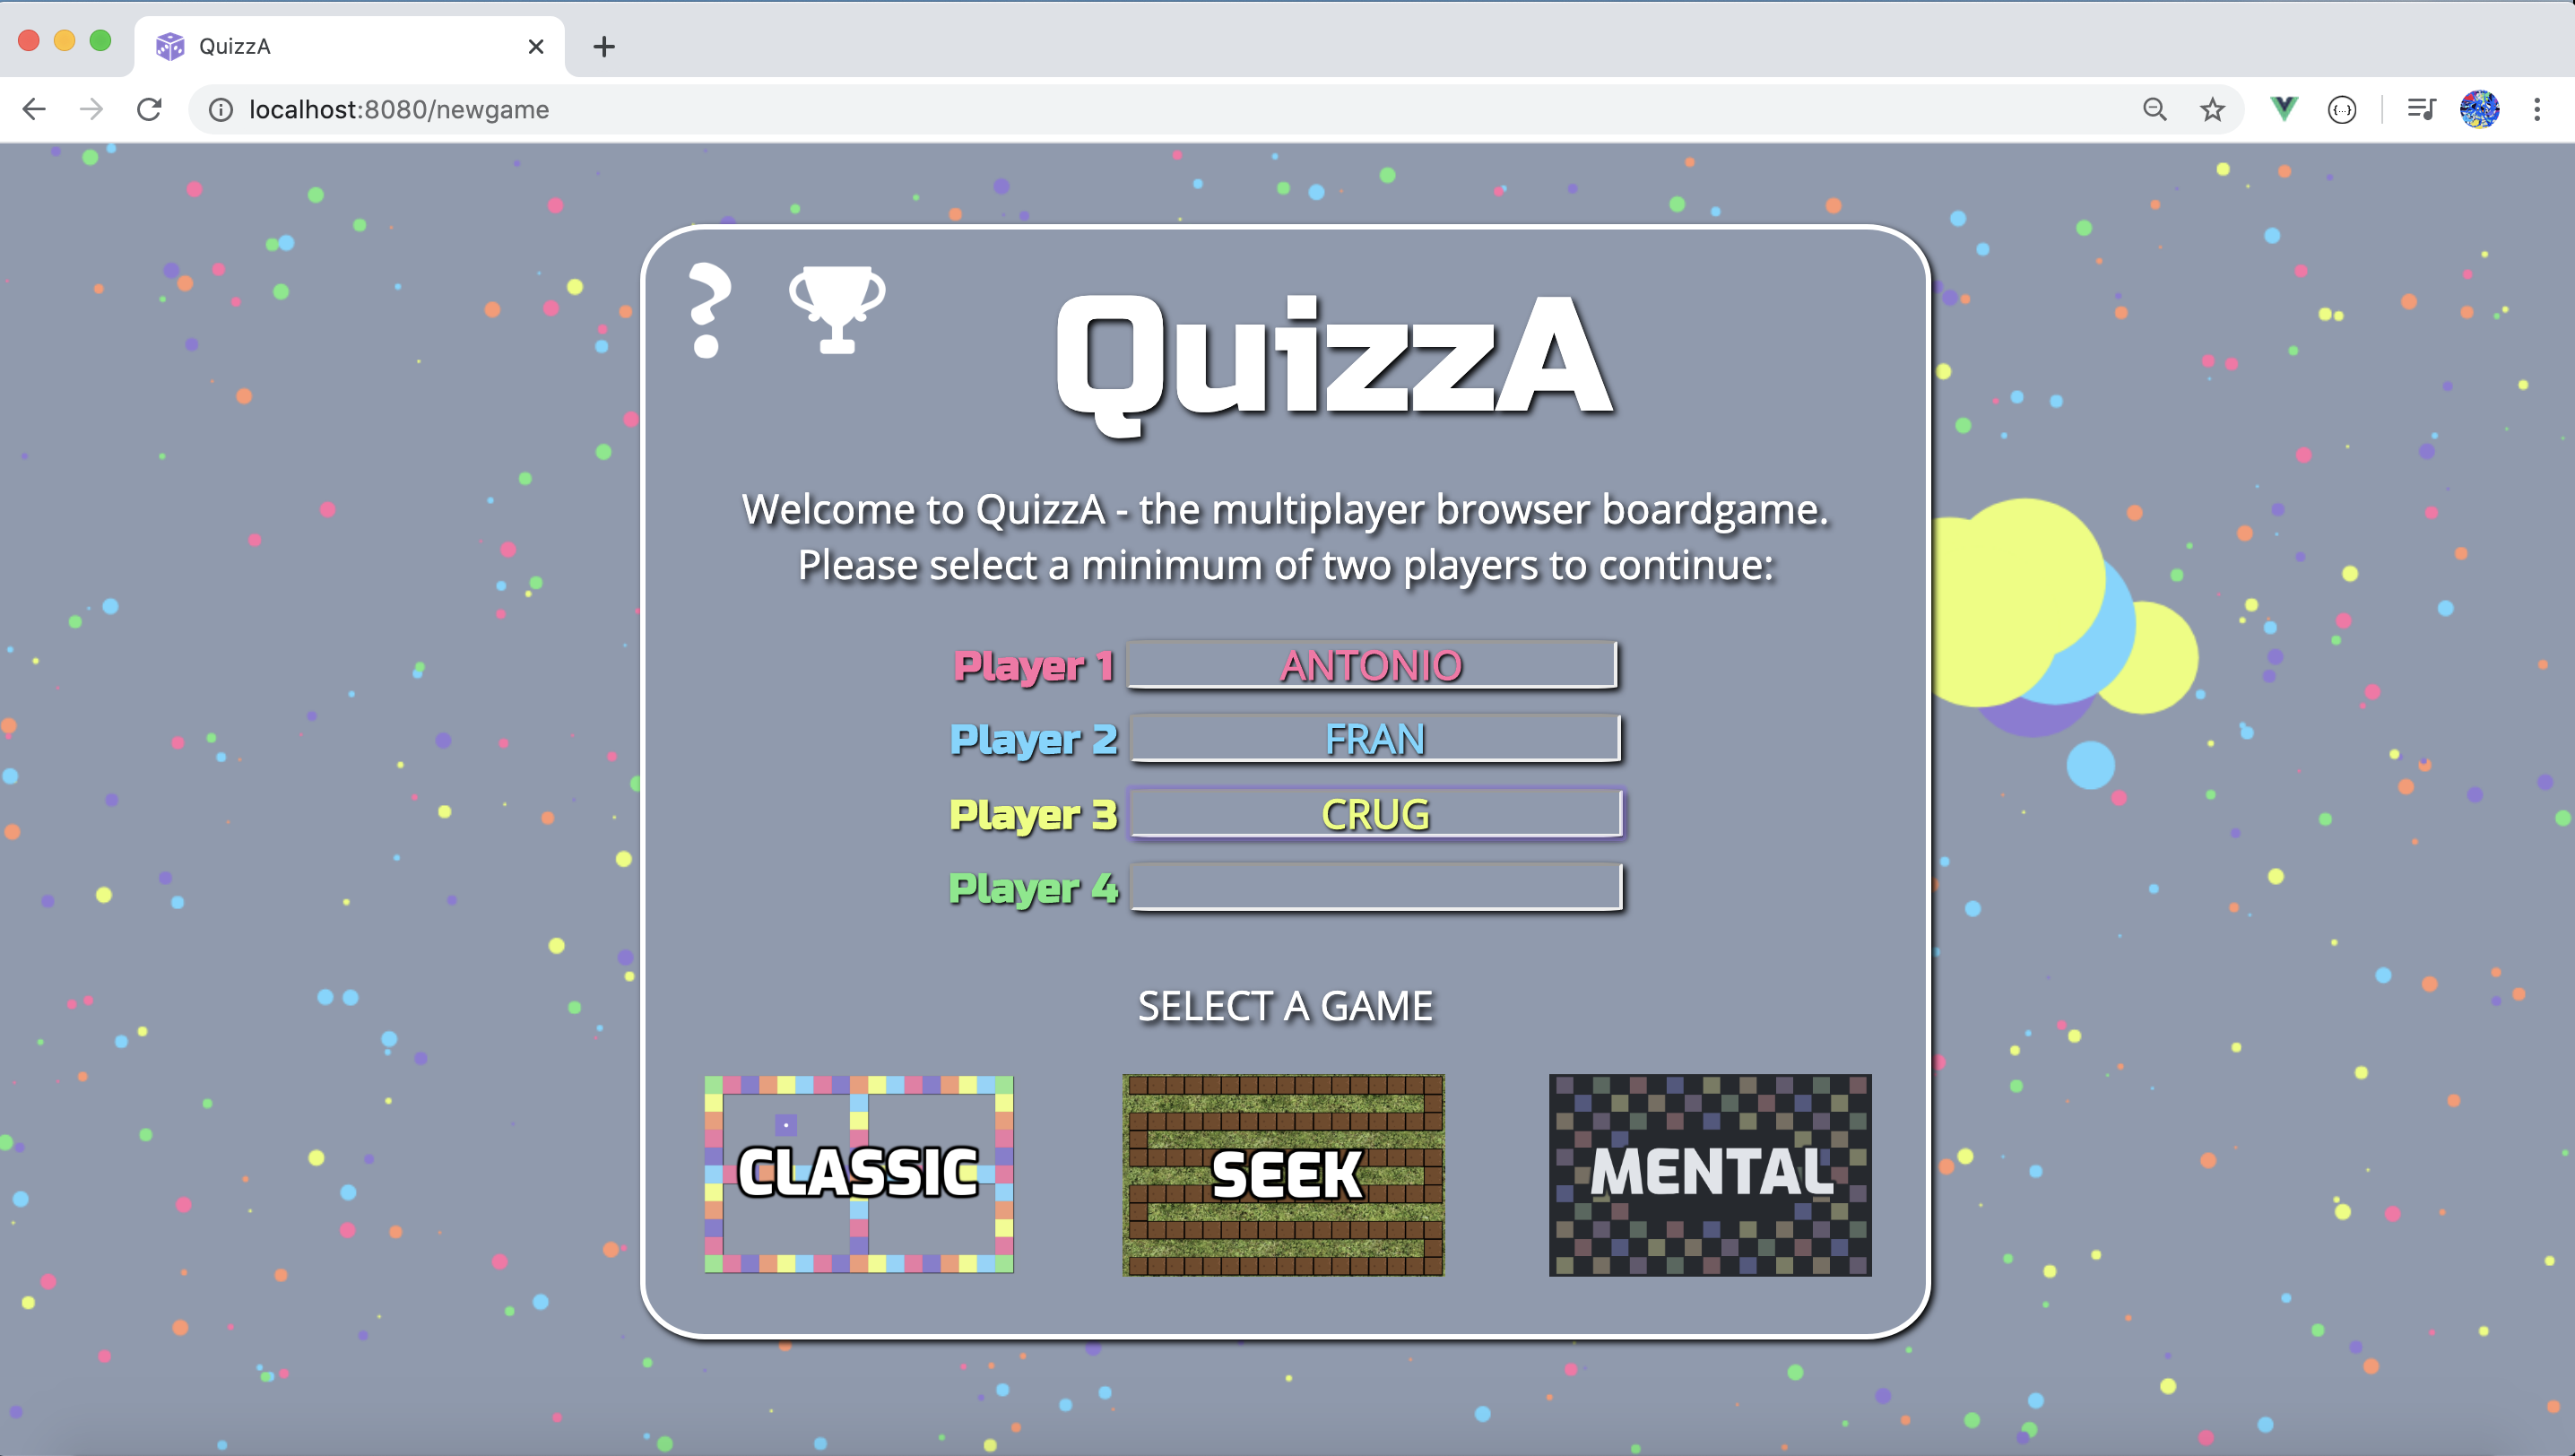 QuizzA
localhost:8080/newgame
?
QuizzA
Welcome to QuizzA - the multiplayer browser boardgame.
Please select a minimum of two players to continue:
Player 1 ANTONIO
Player 2 FRAN
Player 3 CRUG
Player 4
SELECT A GAME
CLASSIC SEEK MENTAL